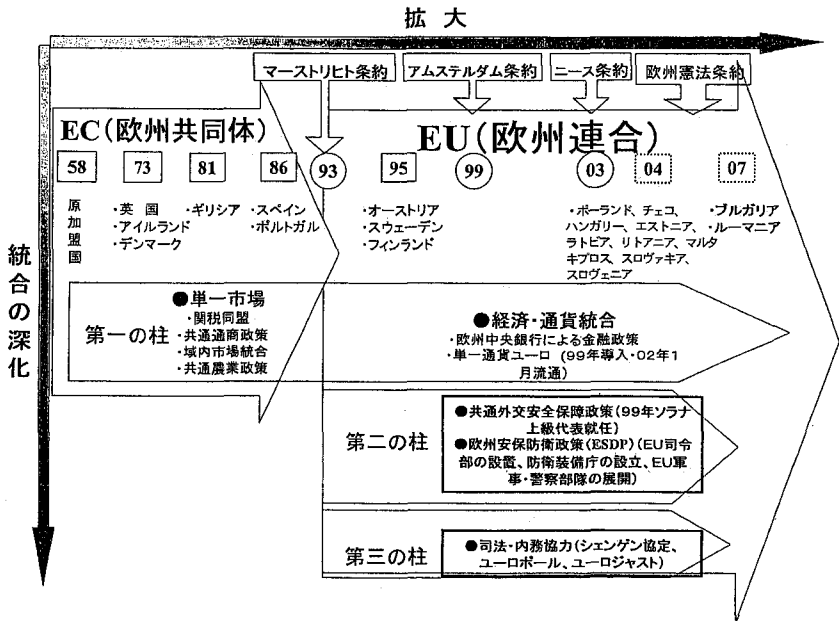 拡大
マーストリヒト条約
アムステルダム条約
ニース条約
欧州憲法条約
EC(欧州共同体)
EU(欧州連合)
58
73
81
86
93
95
99
03
04
07
原加盟国
・英国
・アイルランド
・デンマーク
・ギリシア
・スペイン
・ポルトガル
・オーストリア
・スウェーデン
・フィンランド
・ポーランド、チェコ、
ハンガリー、エストニア、
ラトビア、リトアニア、マルタ
キプロス、スロヴァキア、
スロヴェニア
・ブルガリア
・ルーマニア
統合の深化
第一の柱
●単一市場
・関税同盟
・共通通商政策
・域内市場統合
・共通農業政策
●経済・通貨統合
・欧州中央銀行による金融政策
・単一通貨ユーロ (99年導入・02年1
月流通)
第二の柱
●共通外交安全保障政策(99年ソラナ
上級代表就任)
●欧州安保防衛政策(ESDP)(EU司令
部の設置、防衛装備庁の設立、EU軍
事・警察部隊の展開)
第三の柱
●司法・内務協力(シェンゲン協定、
ユーロポール、ユーロジャスト)